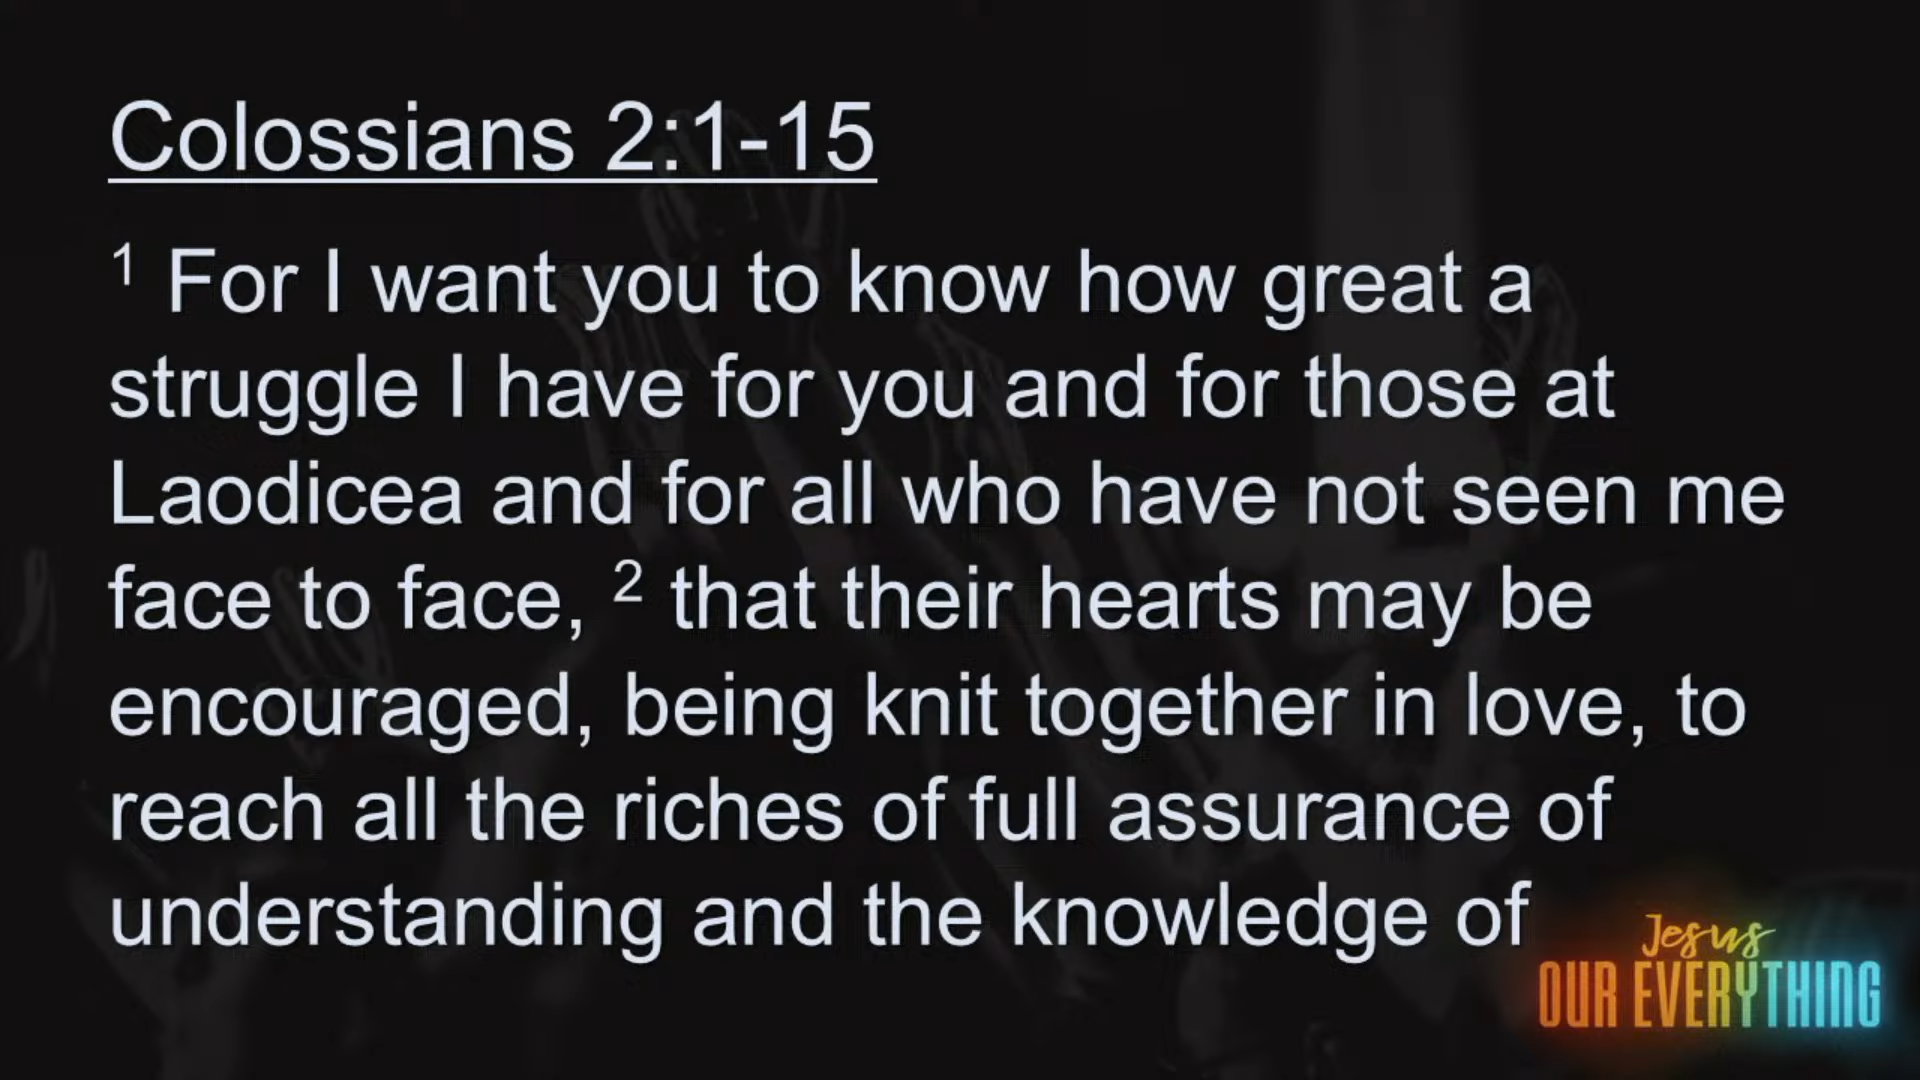 Colossians 2:1-15
1 For I want you to know how great a
struggle I have for you and for those at
Laodicea and for all who have not seen me
face to face, 2 that their hearts may be
encouraged, being knit together in love, to
reach all the riches of full assurance of
understanding and the knowledge of
Jesus
OUR EVERYTHING